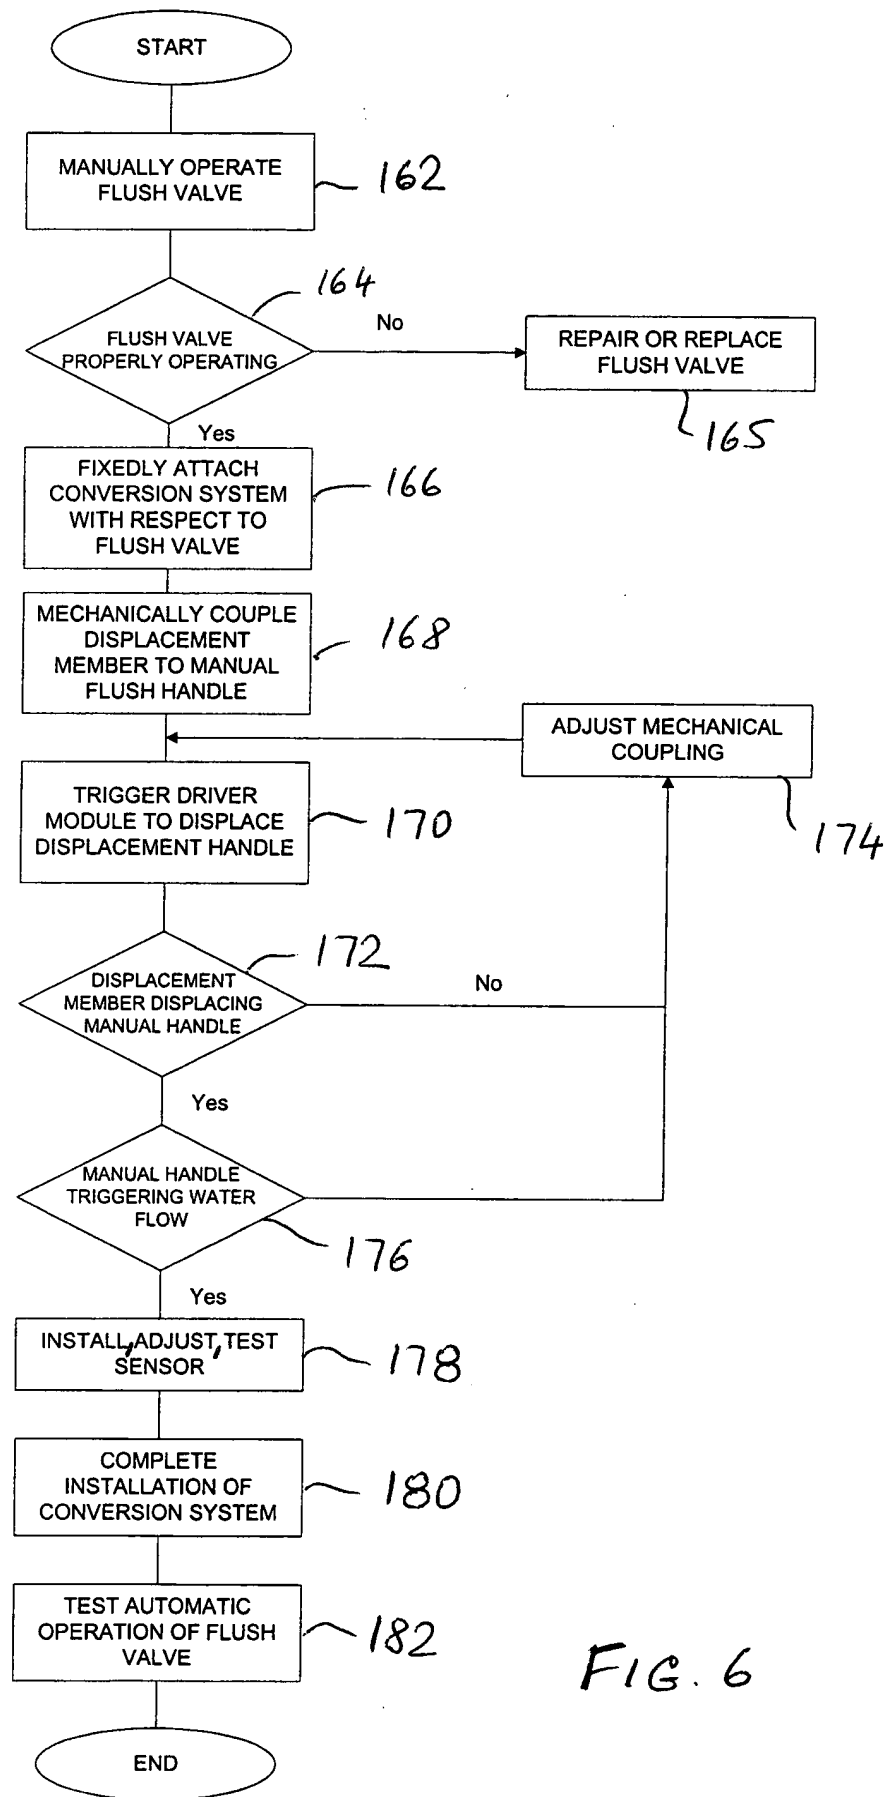 START
MANUALLY OPERATE
FLUSH VALVE
162
164
FLUSH VALVE
PROPERLY OPERATING
No
REPAIR OR REPLACE
FLUSH VALVE
165
Yes
FIXEDLY ATTACH
CONVERSION SYSTEM
WITH RESPECT TO
FLUSH VALVE
166
MECHANICALLY COUPLE
DISPLACEMENT
MEMBER TO MANUAL
FLUSH HANDLE
168
ADJUST MECHANICAL
COUPLING
174
TRIGGER DRIVER
MODULE TO DISPLACE
DISPLACEMENT HANDLE
170
172
DISPLACEMENT
MEMBER DISPLACING
MANUAL HANDLE
No
Yes
MANUAL HANDLE
TRIGGERING WATER
FLOW
176
Yes
INSTALL,ADJUST,TEST
SENSOR
178
COMPLETE
INSTALLATION OF
CONVERSION SYSTEM
180
TEST AUTOMATIC
OPERATION OF FLUSH
VALVE
182
FIG. 6
END